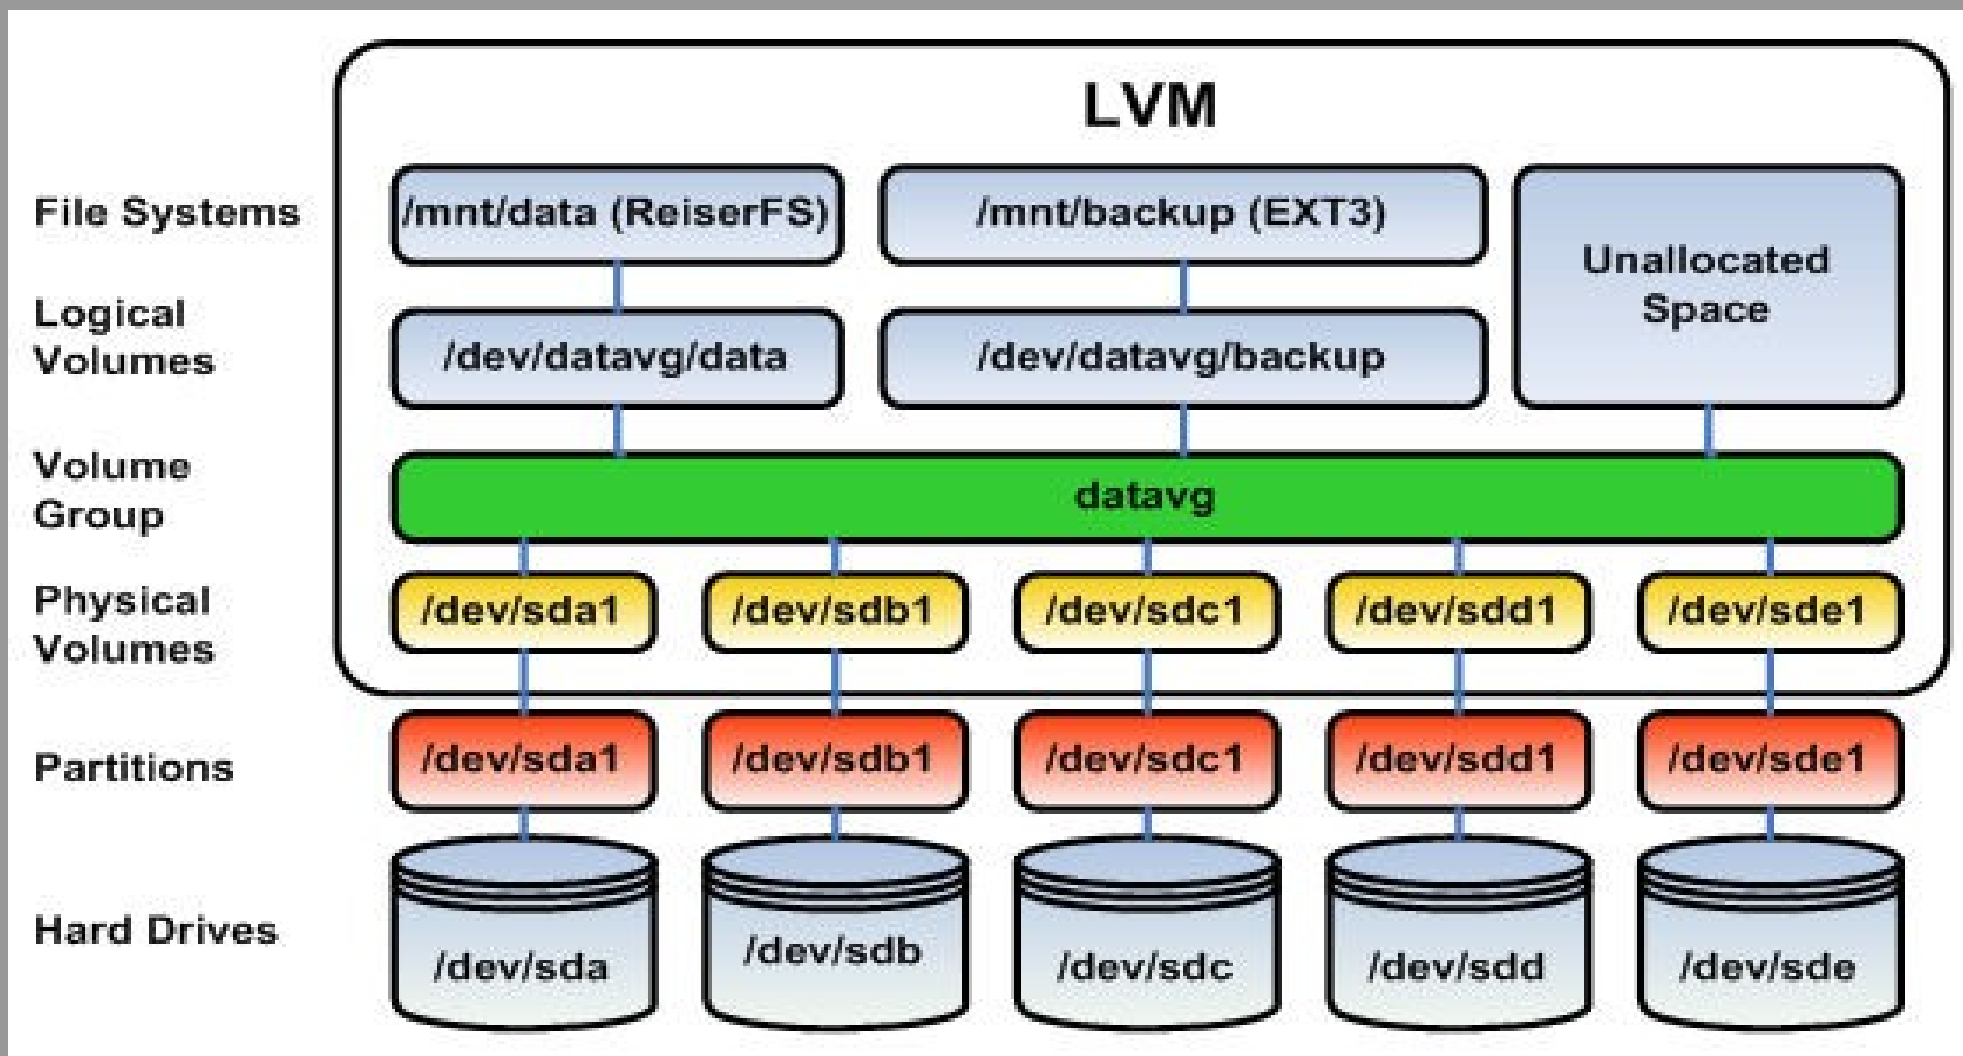 LVM
File Systems
/mnt/data (ReiserFS)
/mnt/backup (EXT3)
Unallocated
Space
Logical
Volumes
/dev/datavg/data
/dev/datavg/backup
Volume
Group
datavg
Physical
Volumes
/dev/sda1
/dev/sdb1
/dev/sdc1
/dev/sdd1
/dev/sde1
Partitions
/dev/sda1
/dev/sdb1
/dev/sdc1
/dev/sdd1
/dev/sde1
Hard Drives
/dev/sda
/dev/sdb
/dev/sdc
/dev/sdd
/dev/sde